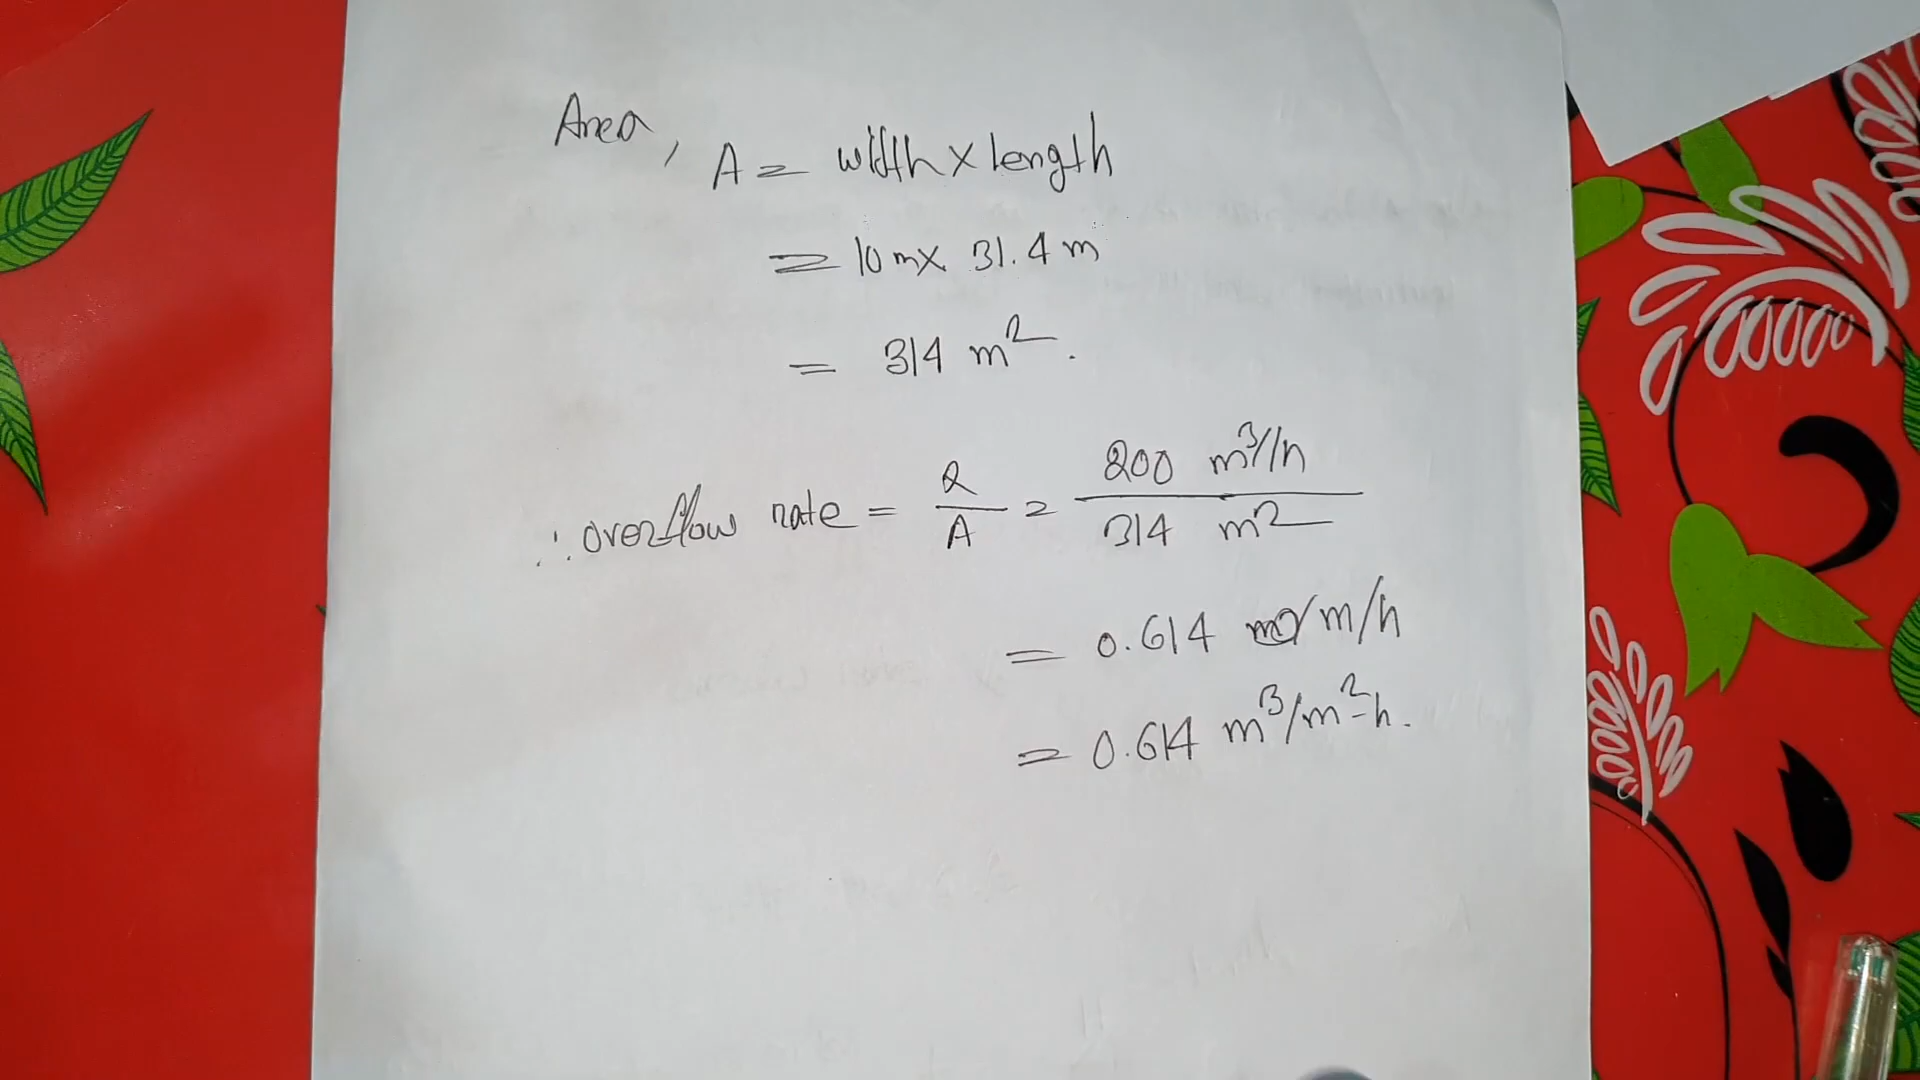 Area, A = width x length
= 10 m x 31.4 m
= 314 m².
∴ overflow rate = Q/A = 200 m³/h / 314 m²
= 0.614 m/h
= 0.614 m³/m²-h.